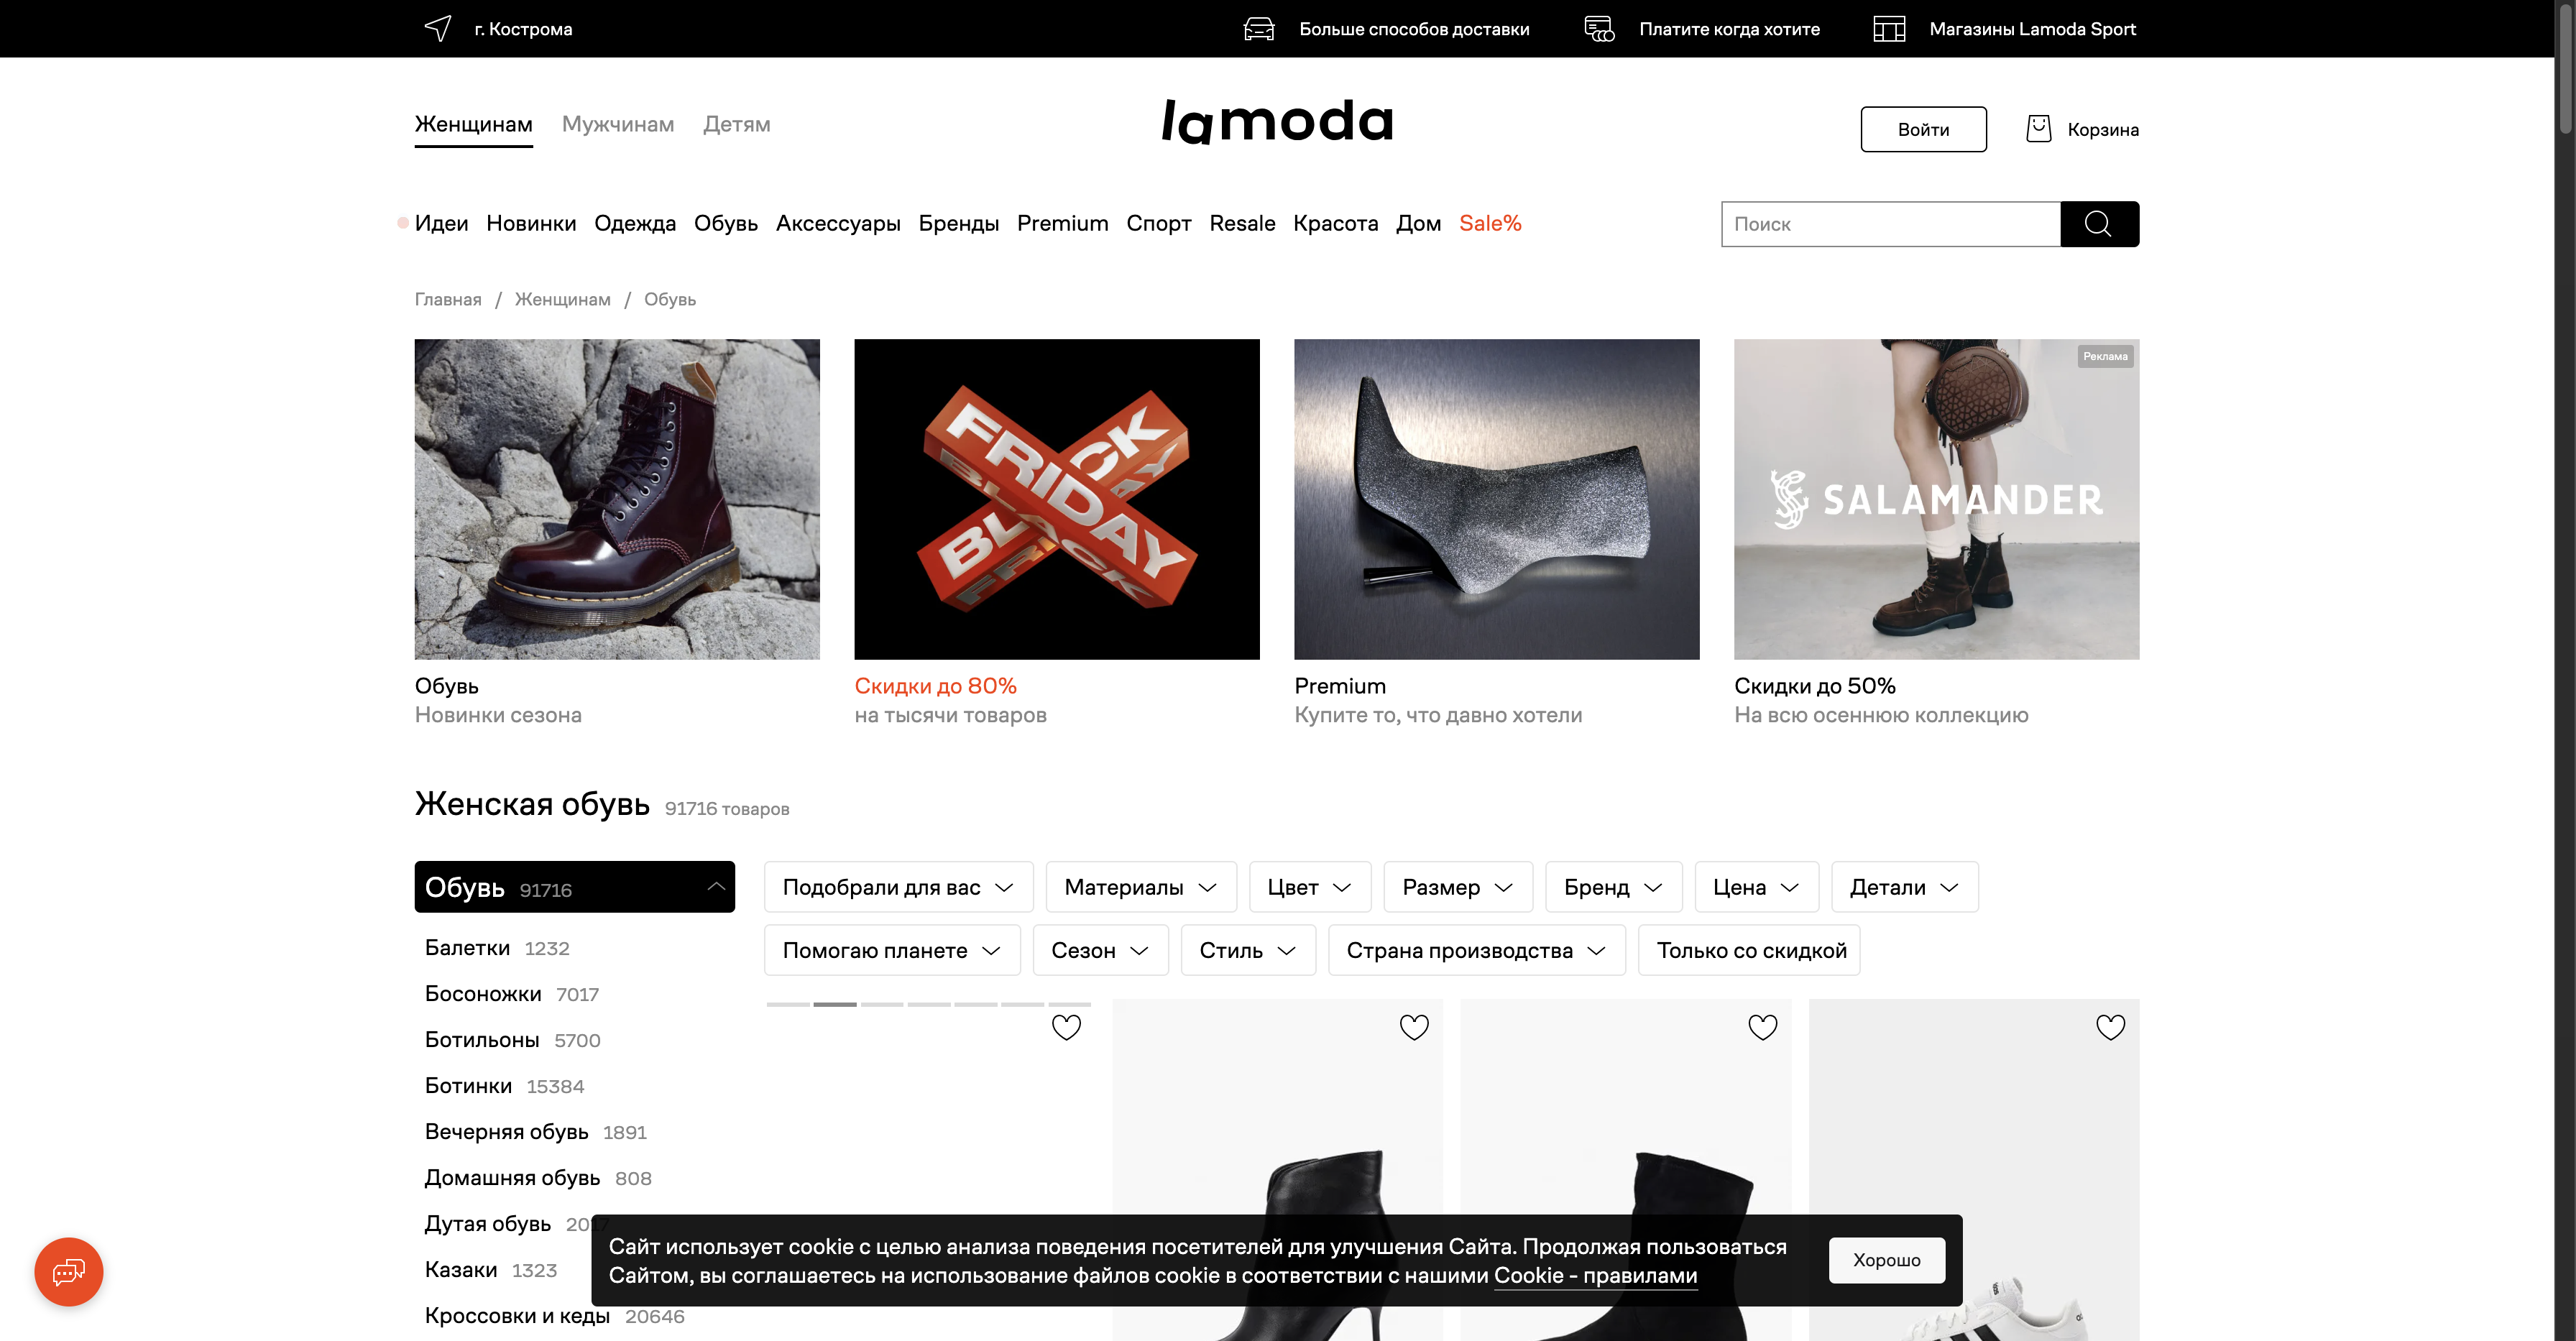 г. Кострома
Больше способов доставки
Платите когда хотите
Магазины Lamoda Sport
Женщинам
Мужчинам
Детям
lamoda
Войти
Корзина
Идеи Новинки Одежда Обувь Аксессуары Бренды Premium Спорт Resale Красота Дом Sale%
Поиск
Главная / Женщинам / Обувь
FRIDAY
BLACK
Реклама
SALAMANDER
Обувь
Новинки сезона
Скидки до 80%
на тысячи товаров
Premium
Купите то, что давно хотели
Скидки до 50%
На всю осеннюю коллекцию
Женская обувь 91716 товаров
Обувь 91716
Подобрали для вас
Материалы
Цвет
Размер
Бренд
Цена
Детали
Помогаю планете
Сезон
Стиль
Страна производства
Только со скидкой
Балетки 1232
Босоножки 7017
Ботильоны 5700
Ботинки 15384
Вечерняя обувь 1891
Домашняя обувь 808
Дутая обувь 2017
Казаки 1323
Кроссовки и кеды 20646
Сайт использует cookie с целью анализа поведения посетителей для улучшения Сайта. Продолжая пользоваться
Сайтом, вы соглашаетесь на использование файлов cookie в соответствии с нашими Cookie - правилами
Хорошо